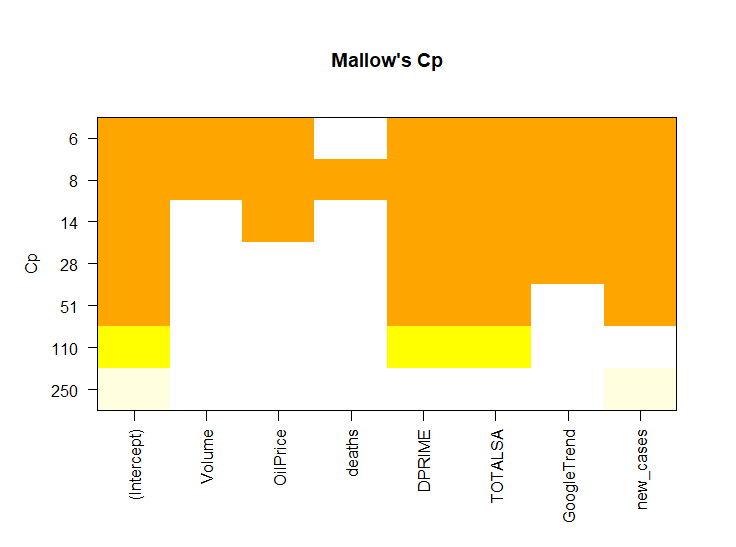 Mallow's Cp
Cp
6
8
14
28
51
110
250
(Intercept)
Volume
OilPrice
deaths
DPRIME
TOTALSA
GoogleTrend
new_cases